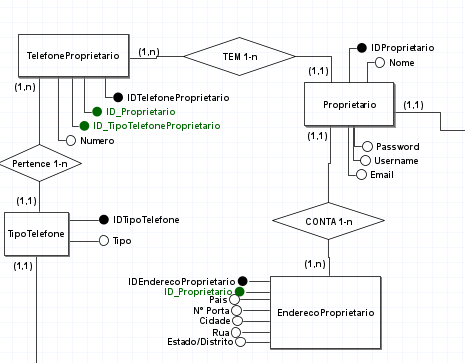 (1,n)
TEM 1-n
IDProprietario
Nome
TelefoneProprietario
(1,1)
(1,n)
IDTelefoneProprietario
ID_Proprietario
ID_TipoTelefoneProprietario
Numero
Proprietario
(1,1)
(1,1)
Password
Username
Email
Pertence 1-n
(1,1)
TipoTelefone
IDTipoTelefone
Tipo
(1,1)
CONTA 1-n
(1,n)
IDEnderecoProprietario
ID_Proprietario
Pais
Nº Porta
Cidade
Rua
Estado/Distrito
EnderecoProprietario